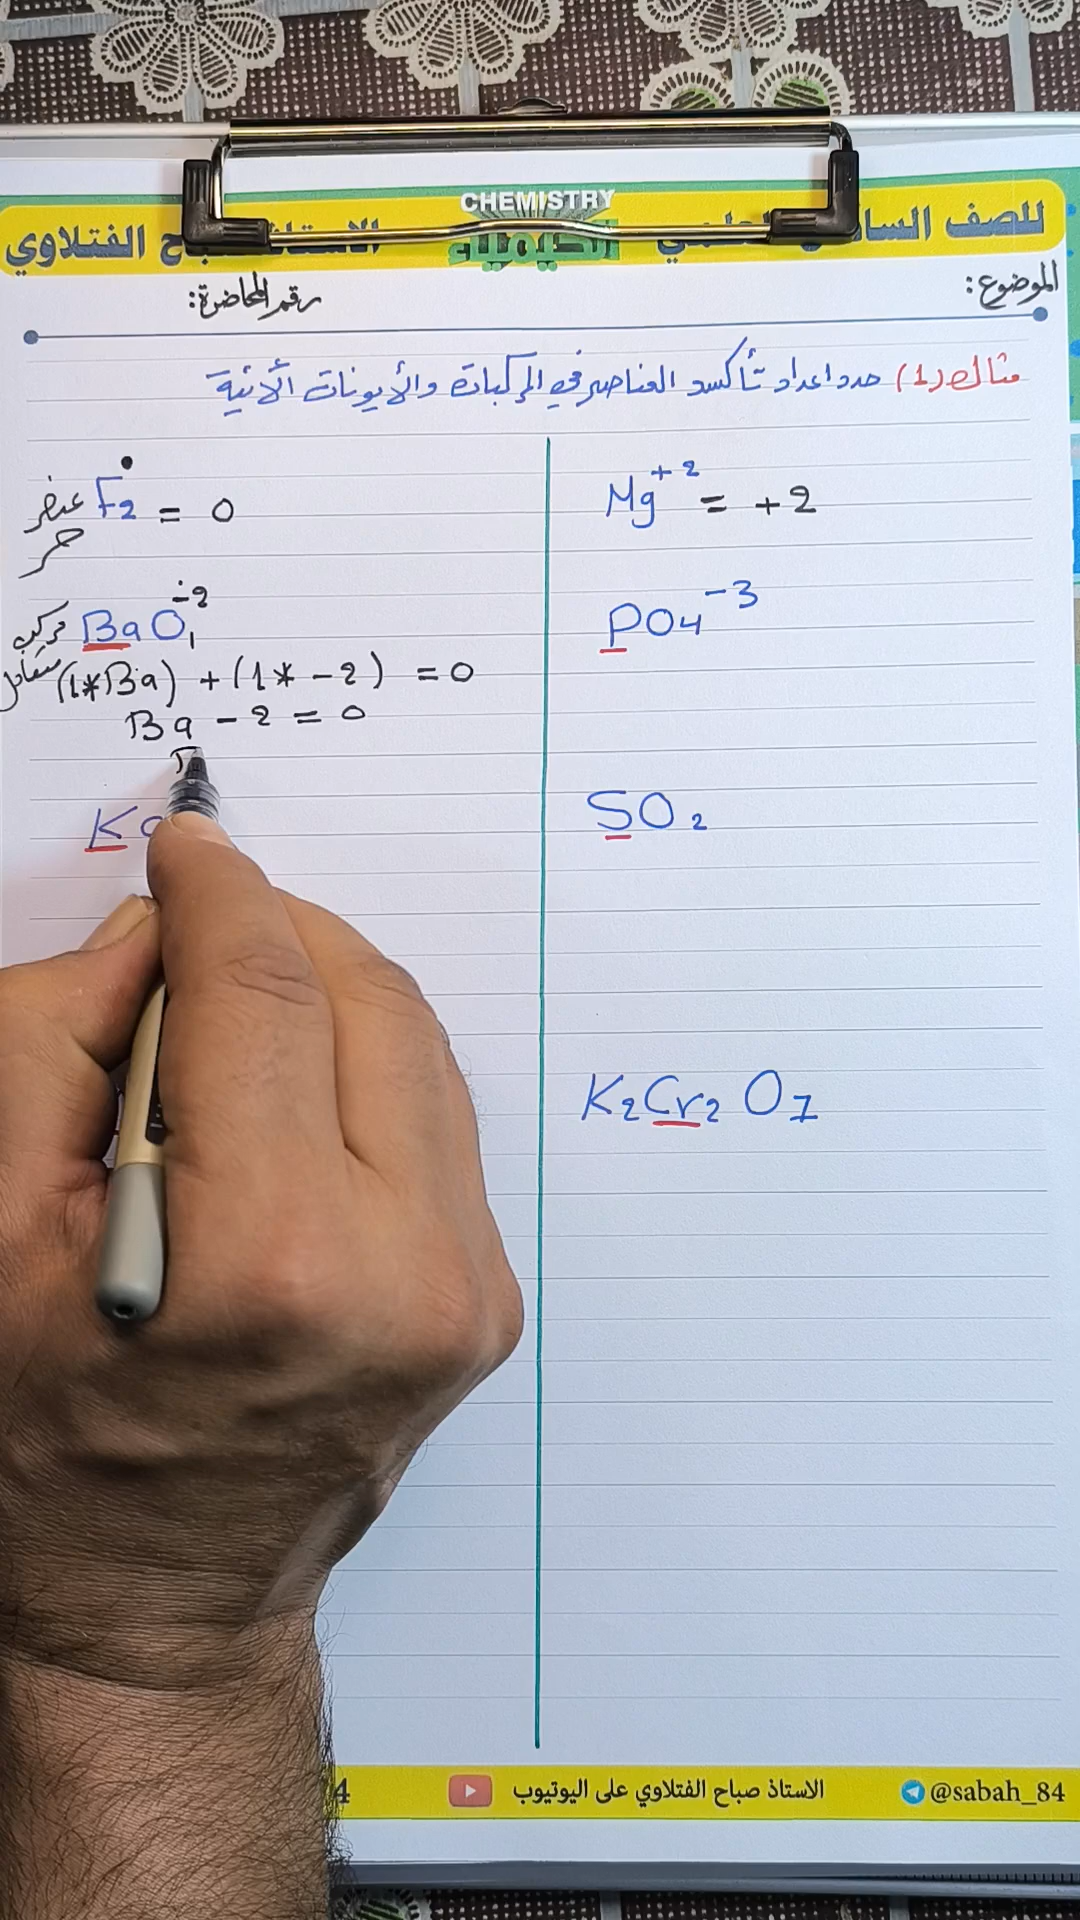 CHEMISTRY
للصف
الفتلاوي
الموضوع:
رقم المحاضرة:
مثال (1) حدد اعداد تأكسد العناصر في المركبات والأيونات الآتية
Mg+2 = +2
PO4-3
SO2
K2Cr2O7
F2 = 0
عنصر
حر
BaO1 -2
مركب
متعادل
(1*Ba) + (1* -2) = 0
Ba - 2 = 0
K
@sabah_84
الاستاذ صباح الفتلاوي على اليوتيوب
4